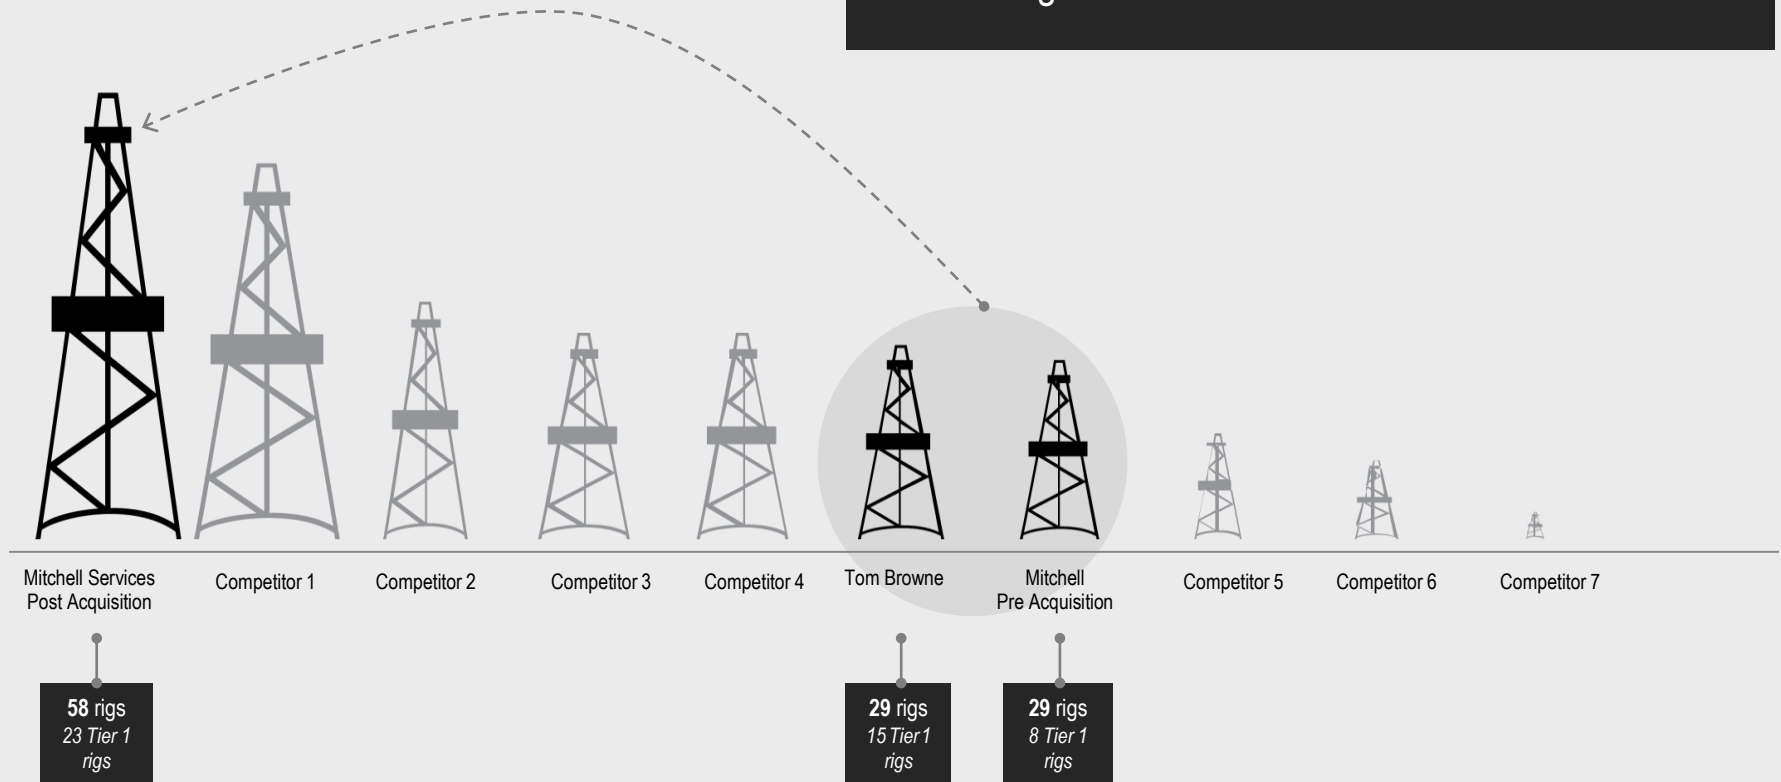 Mitchell Services
Post Acquisition
Competitor 1
Competitor 2
Competitor 3
Competitor 4
Tom Browne
Mitchell
Pre Acquisition
Competitor 5
Competitor 6
Competitor 7
58 rigs
23 Tier 1
rigs
29 rigs
15 Tier 1
rigs
29 rigs
8 Tier 1
rigs